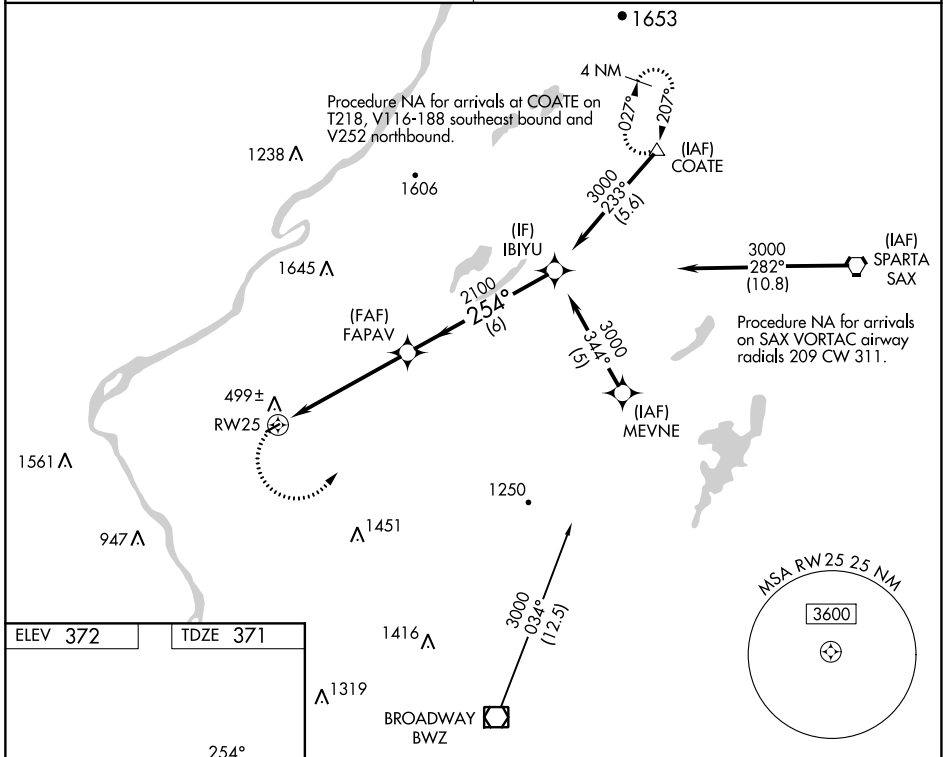 1653
4 NM
027°
207°
Procedure NA for arrivals at COATE on
T218, V116-188 southeast bound and
V252 northbound.
(IAF)
COATE
1238
1606
3000
233°
(5.6)
(IF)
IBIYU
3000
282°
(10.8)
(IAF)
SPARTA
SAX
1645
2100
254°
(6)
(FAF)
FAPAV
3000
344°
(5)
Procedure NA for arrivals
on SAX VORTAC airway
radials 209 CW 311.
499±
RW25
(IAF)
MEVNE
1561
1250
947
1451
3000
034°
(12.5)
MSA RW25 25 NM
3600
ELEV 372
TDZE 371
1416
1319
BROADWAY
BWZ
254°